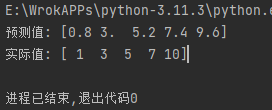 E:\WrokAPPs\python-3.11.3\python.e
预测值: [0.8 3.  5.2 7.4 9.6]
实际值: [ 1  3  5  7 10]
进程已结束,退出代码0